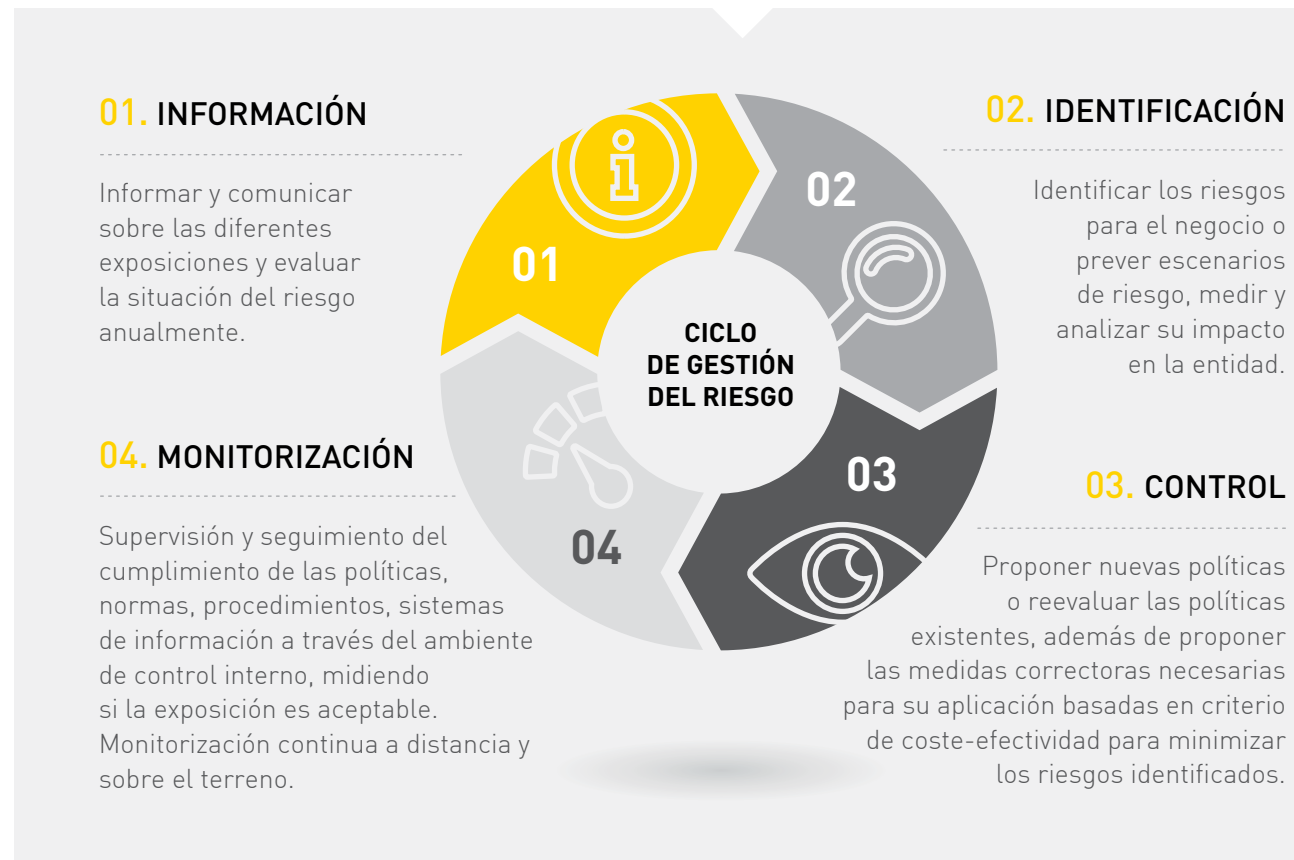 01. INFORMACIÓN
Informar y comunicar
sobre las diferentes
exposiciones y evaluar
la situación del riesgo
anualmente.
02. IDENTIFICACIÓN
Identificar los riesgos
para el negocio o
prever escenarios
de riesgo, medir y
analizar su impacto
en la entidad.
01
02
CICLO
DE GESTIÓN
DEL RIESGO
03
04
04. MONITORIZACIÓN
Supervisión y seguimiento del
cumplimiento de las políticas,
normas, procedimientos, sistemas
de información a través del ambiente
de control interno, midiendo
si la exposición es aceptable.
Monitorización continua a distancia y
sobre el terreno.
03. CONTROL
Proponer nuevas políticas
o reevaluar las políticas
existentes, además de proponer
las medidas correctoras necesarias
para su aplicación basadas en criterio
de coste-efectividad para minimizar
los riesgos identificados.